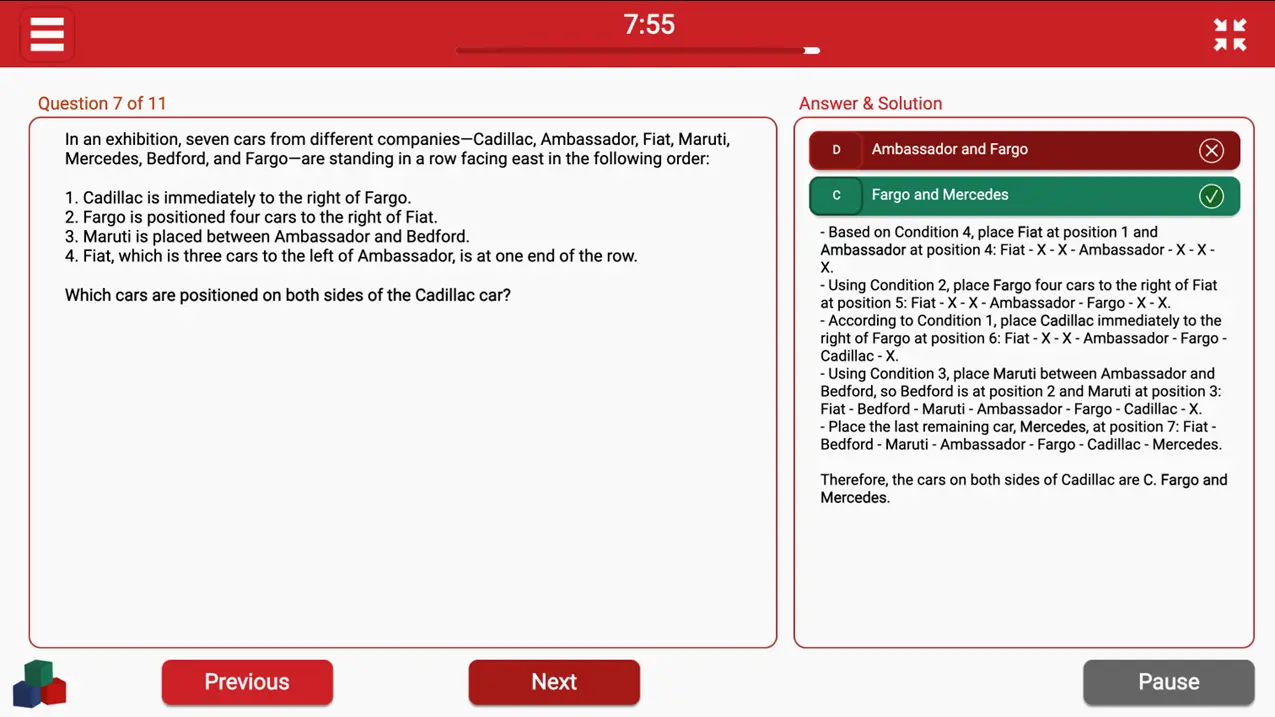 7:55
Question 7 of 11
In an exhibition, seven cars from different companies—Cadillac, Ambassador, Fiat, Maruti,
Mercedes, Bedford, and Fargo—are standing in a row facing east in the following order:
1. Cadillac is immediately to the right of Fargo.
2. Fargo is positioned four cars to the right of Fiat.
3. Maruti is placed between Ambassador and Bedford.
4. Fiat, which is three cars to the left of Ambassador, is at one end of the row.
Which cars are positioned on both sides of the Cadillac car?
Answer & Solution
D Ambassador and Fargo
C Fargo and Mercedes
- Based on Condition 4, place Fiat at position 1 and
Ambassador at position 4: Fiat - X - X - Ambassador - X - X -
X.
- Using Condition 2, place Fargo four cars to the right of Fiat
at position 5: Fiat - X - X - Ambassador - Fargo - X - X.
- According to Condition 1, place Cadillac immediately to the
right of Fargo at position 6: Fiat - X - X - Ambassador - Fargo -
Cadillac - X.
- Using Condition 3, place Maruti between Ambassador and
Bedford, so Bedford is at position 2 and Maruti at position 3:
Fiat - Bedford - Maruti - Ambassador - Fargo - Cadillac - X.
- Place the last remaining car, Mercedes, at position 7: Fiat -
Bedford - Maruti - Ambassador - Fargo - Cadillac - Mercedes.
Therefore, the cars on both sides of Cadillac are C. Fargo and
Mercedes.
Previous
Next
Pause